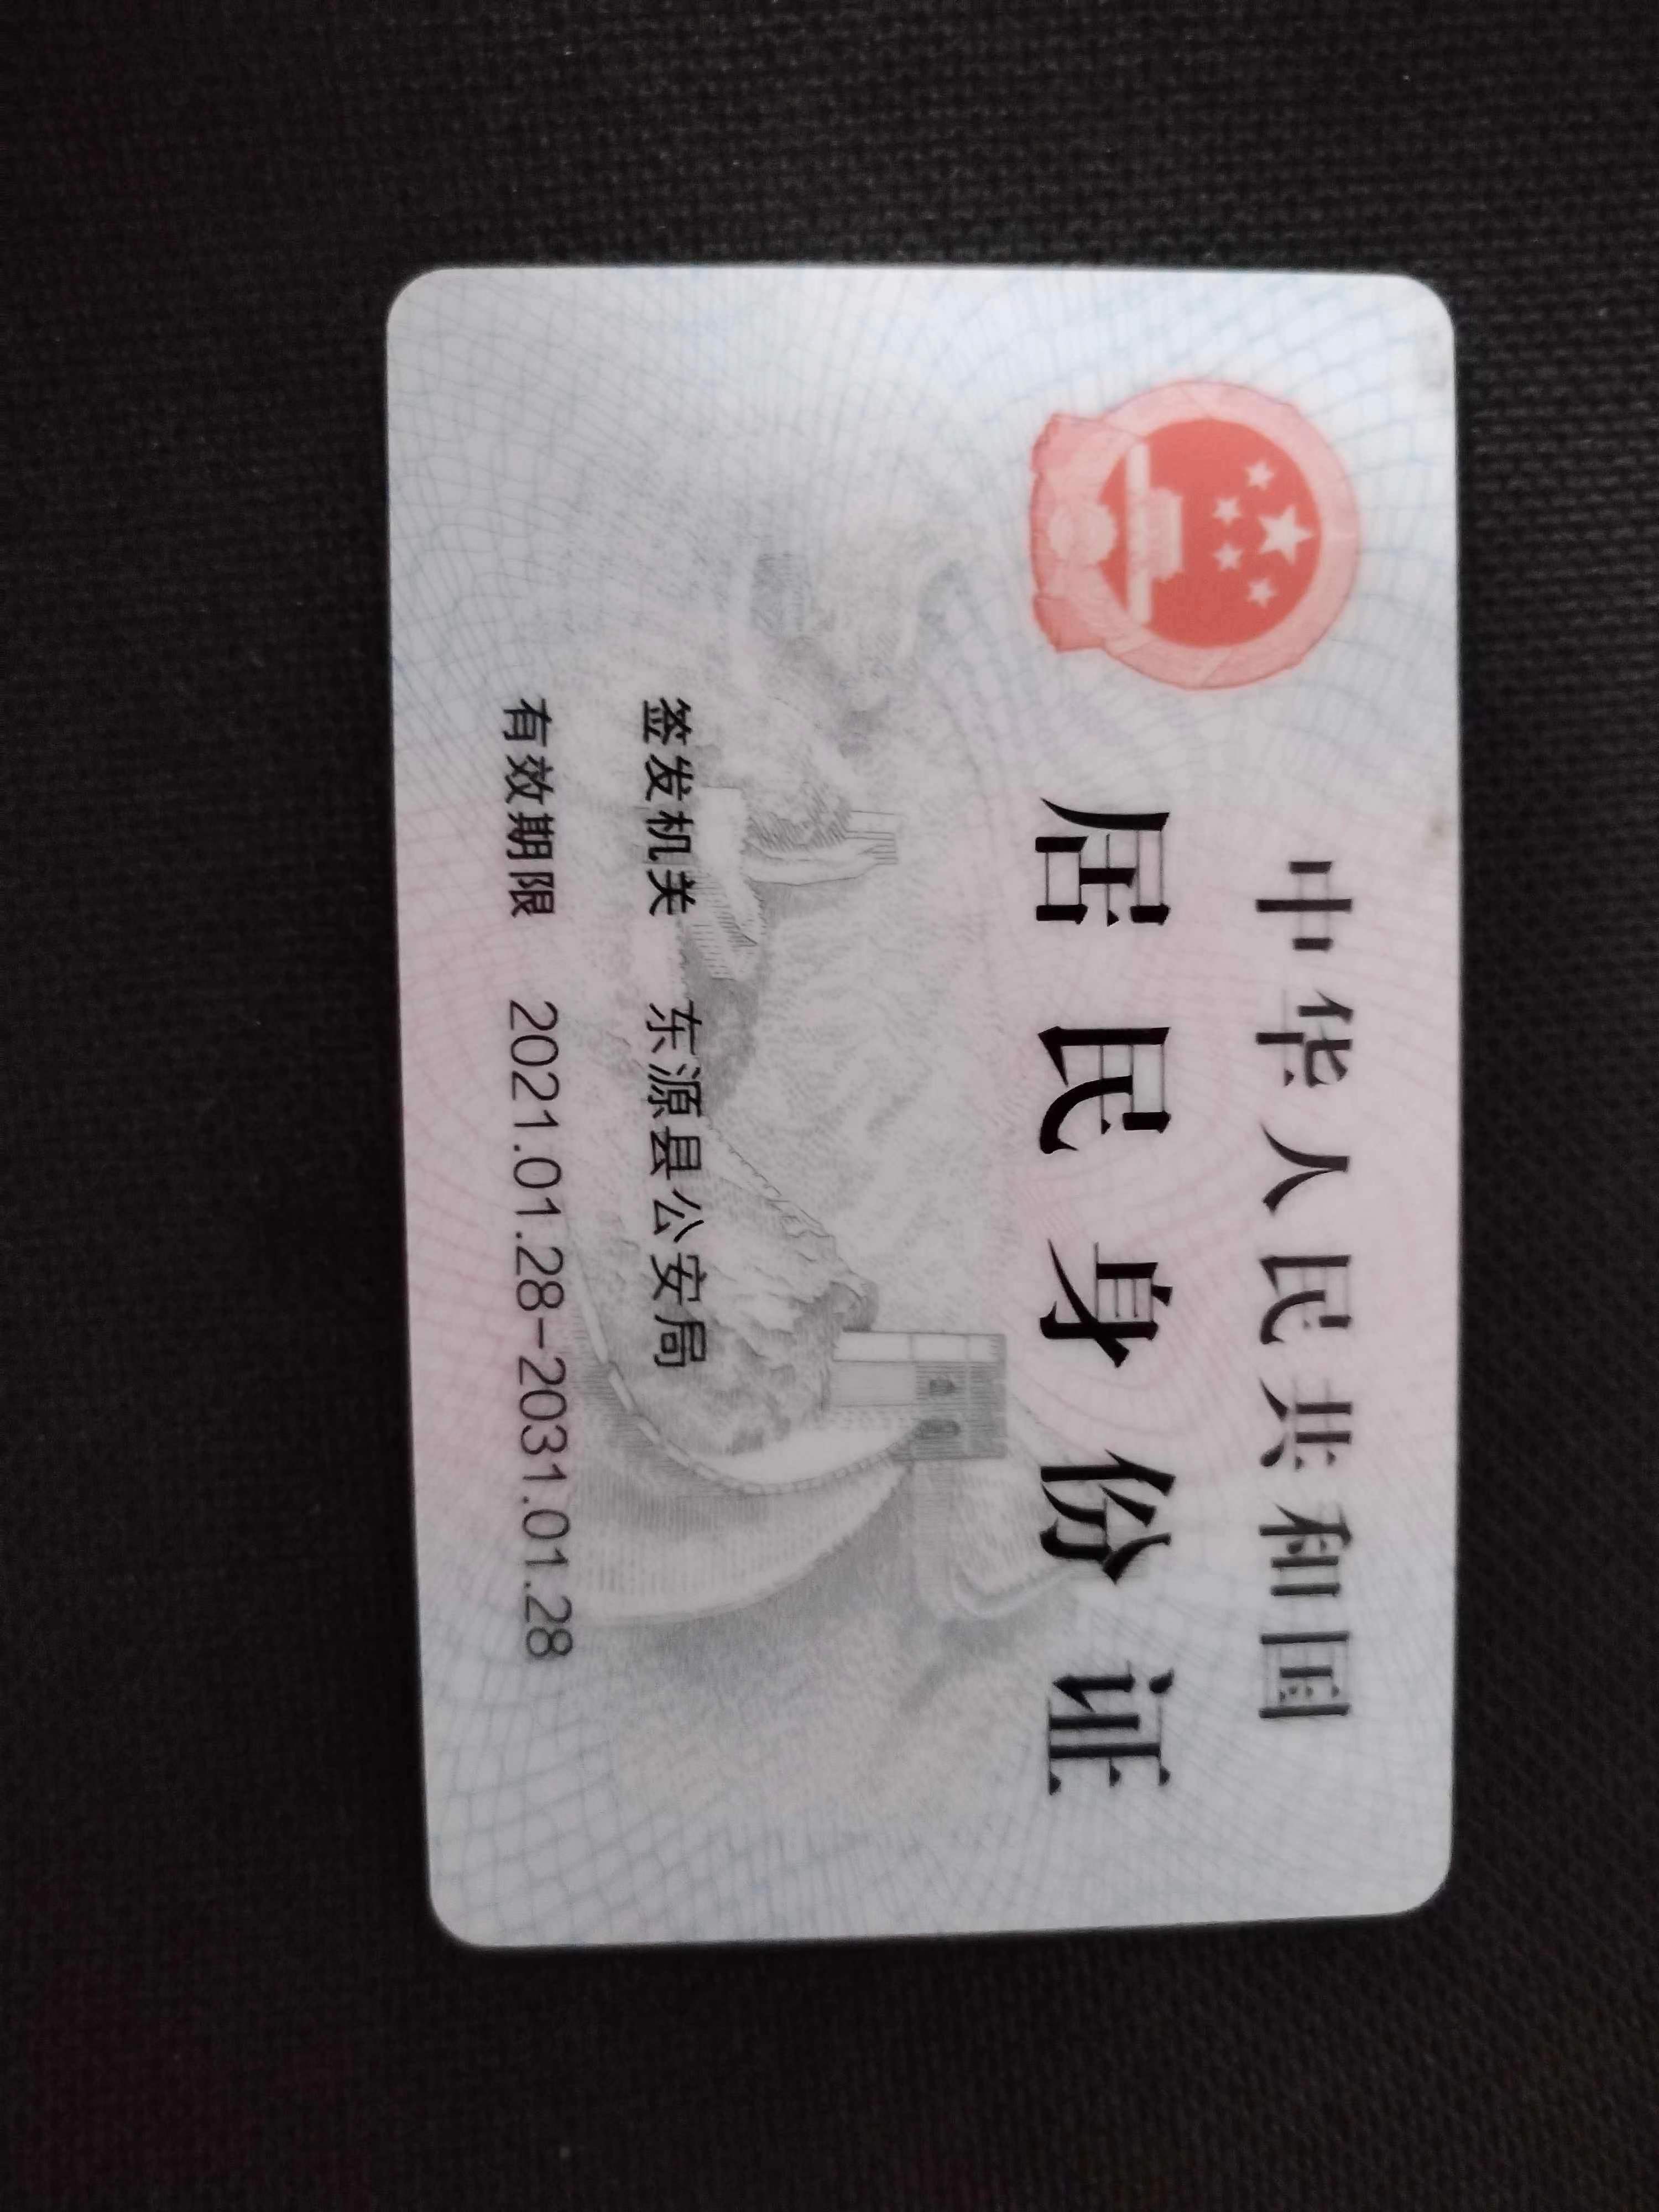 中华人民共和国
居民身份证
签发机关 东源县公安局
有效期限 2021.01.28-2031.01.28